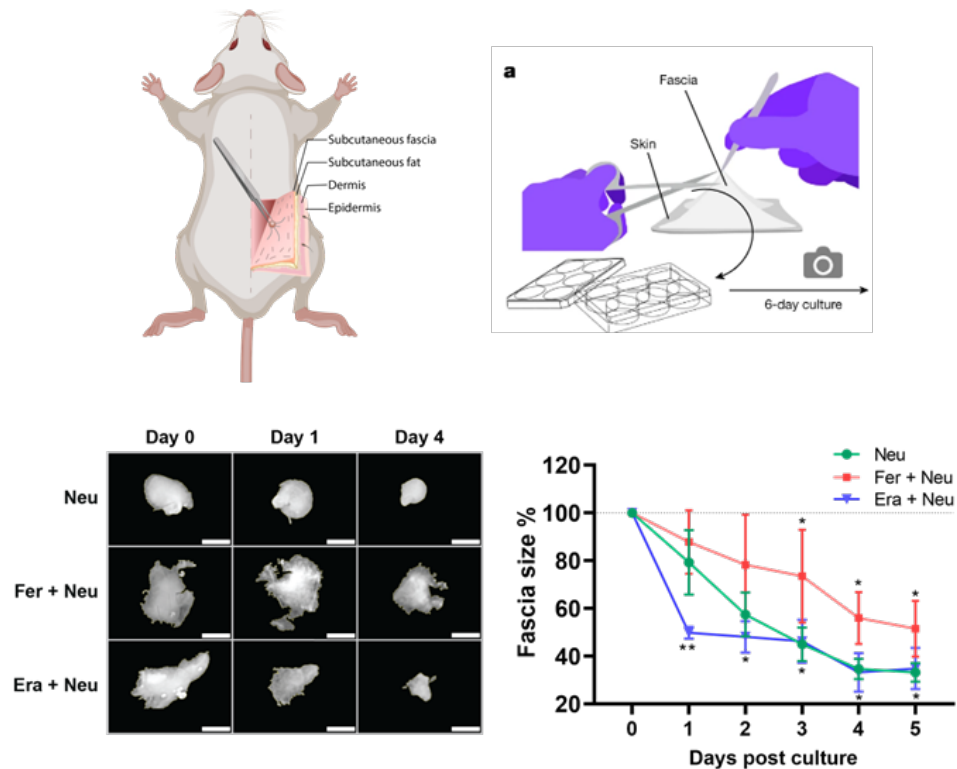 Subcutaneous fascia
Subcutaneous fat
Dermis
Epidermis
a
Fascia
Skin
6-day culture
Day 0 Day 1 Day 4
Neu
Fer + Neu
Era + Neu
Neu
Fer + Neu
Era + Neu
120
100
80
60
40
20
Fascia size %
* * *
** * * * *
0 1 2 3 4 5
Days post culture